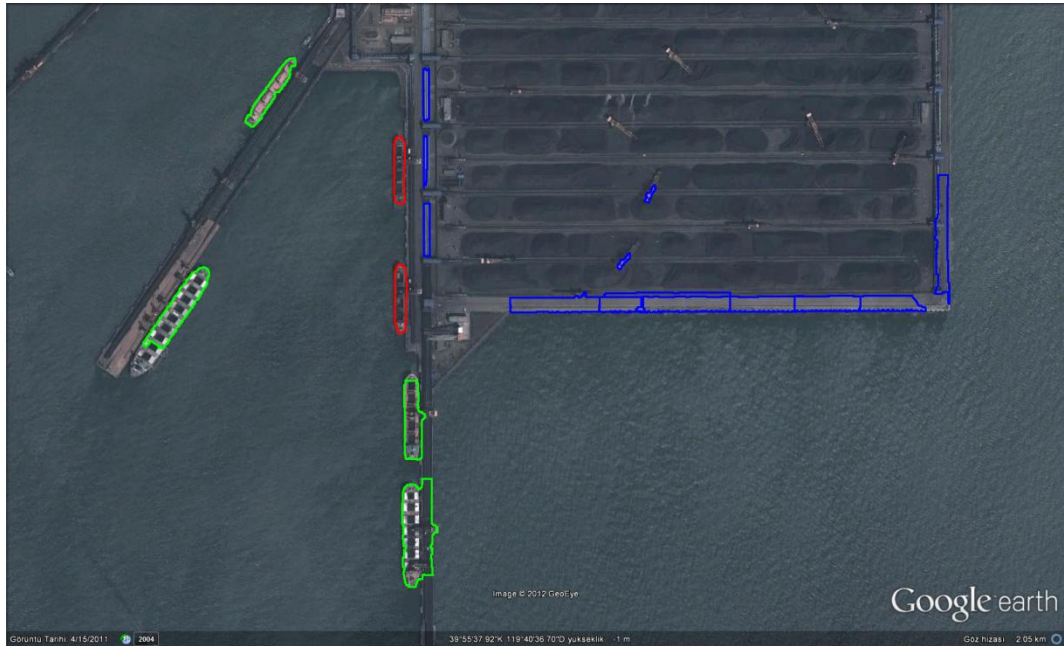 Image © 2012 GeoEye
Google earth
Görüntü Tarihi: 4/15/2011 2004 39°55'37.92"K 119°40'36.70"D yükseklik -1 m Göz hizası 2.05 km